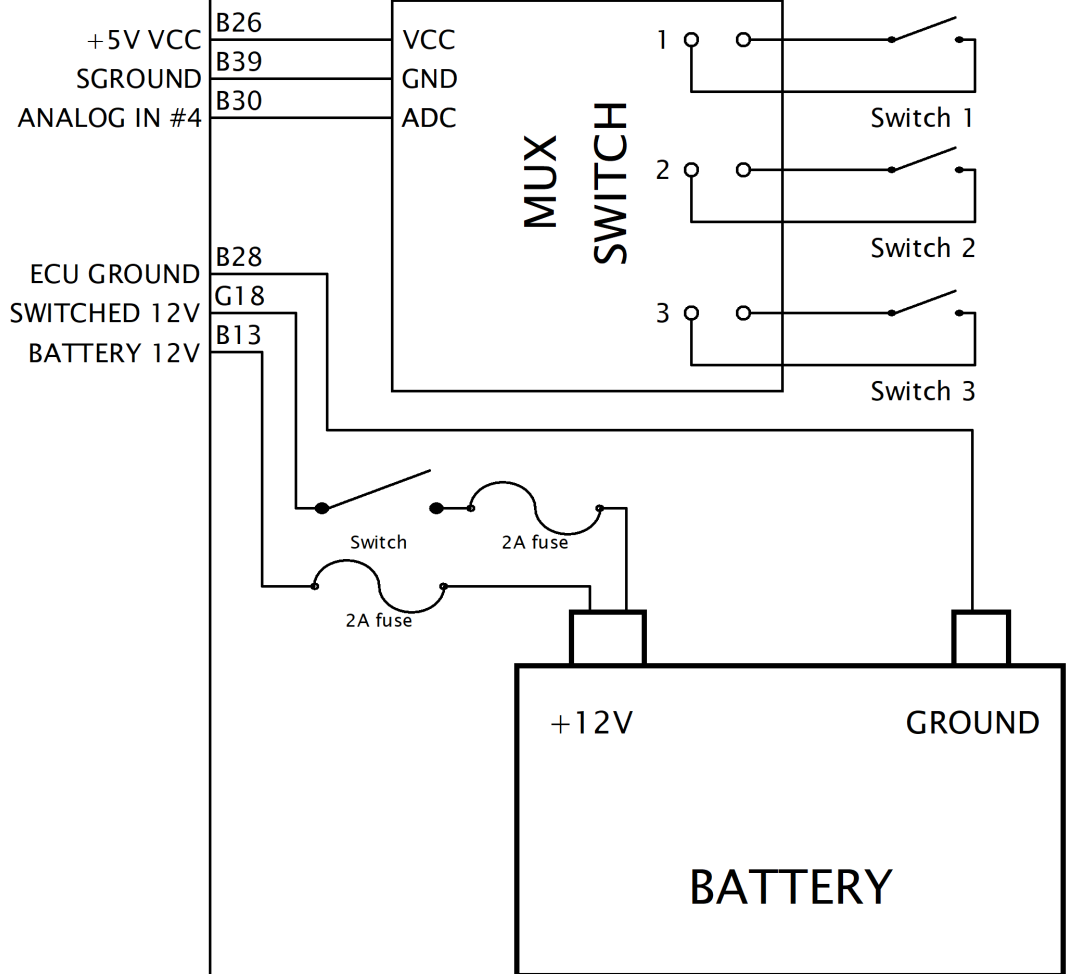 B26
+5V VCC
VCC
1
B39
SGROUND
GND
B30
ANALOG IN #4
ADC
Switch 1
MUX
SWITCH
2
Switch 2
B28
ECU GROUND
G18
SWITCHED 12V
3
B13
BATTERY 12V
Switch 3
Switch
2A fuse
2A fuse
+12V
GROUND
BATTERY